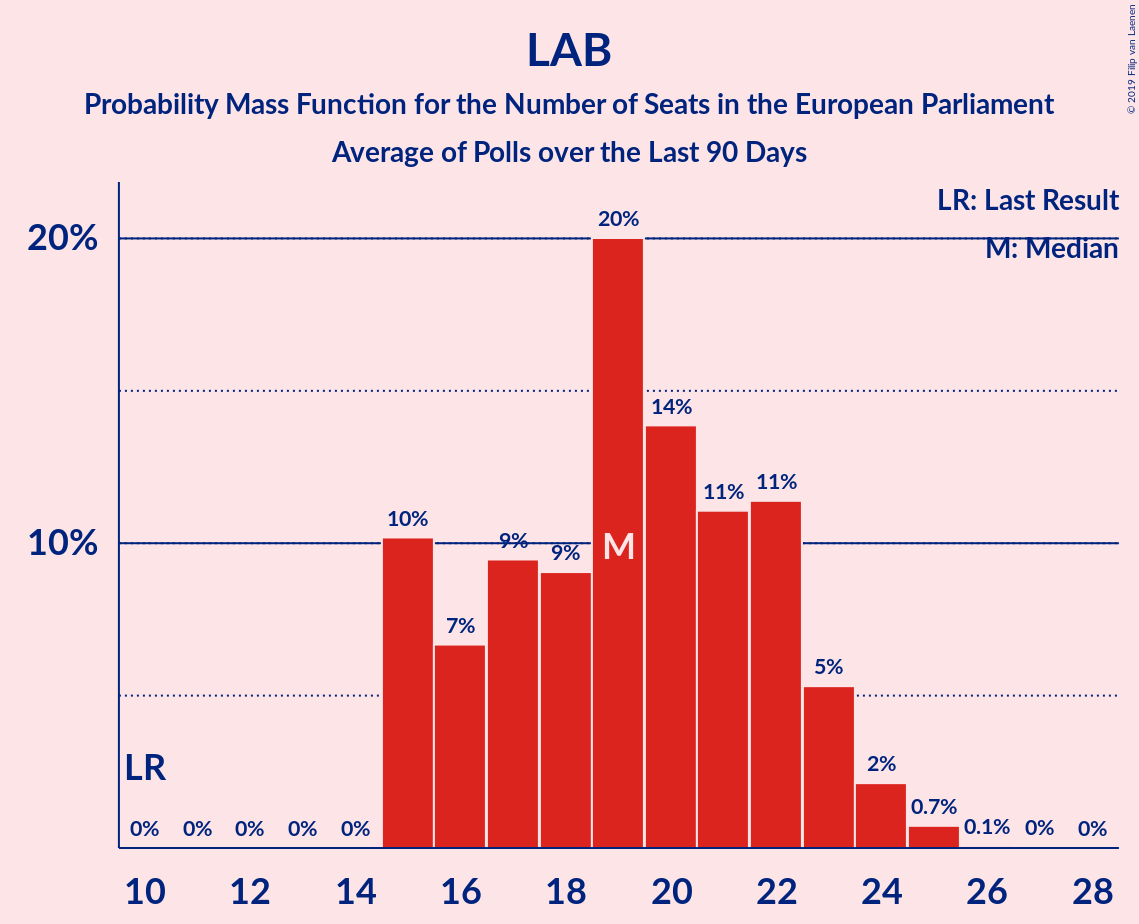 LAB
Probability Mass Function for the Number of Seats in the European Parliament
Average of Polls over the Last 90 Days
© 2019 Filip van Laenen
LR: Last Result
M: Median
20%
10%
20%
14%
11%
11%
10%
9%
9%
7%
5%
2%
0.7%
0.1%
0%
0%
0%
0%
0%
0%
0%
M
LR
10 12 14 16 18 20 22 24 26 28